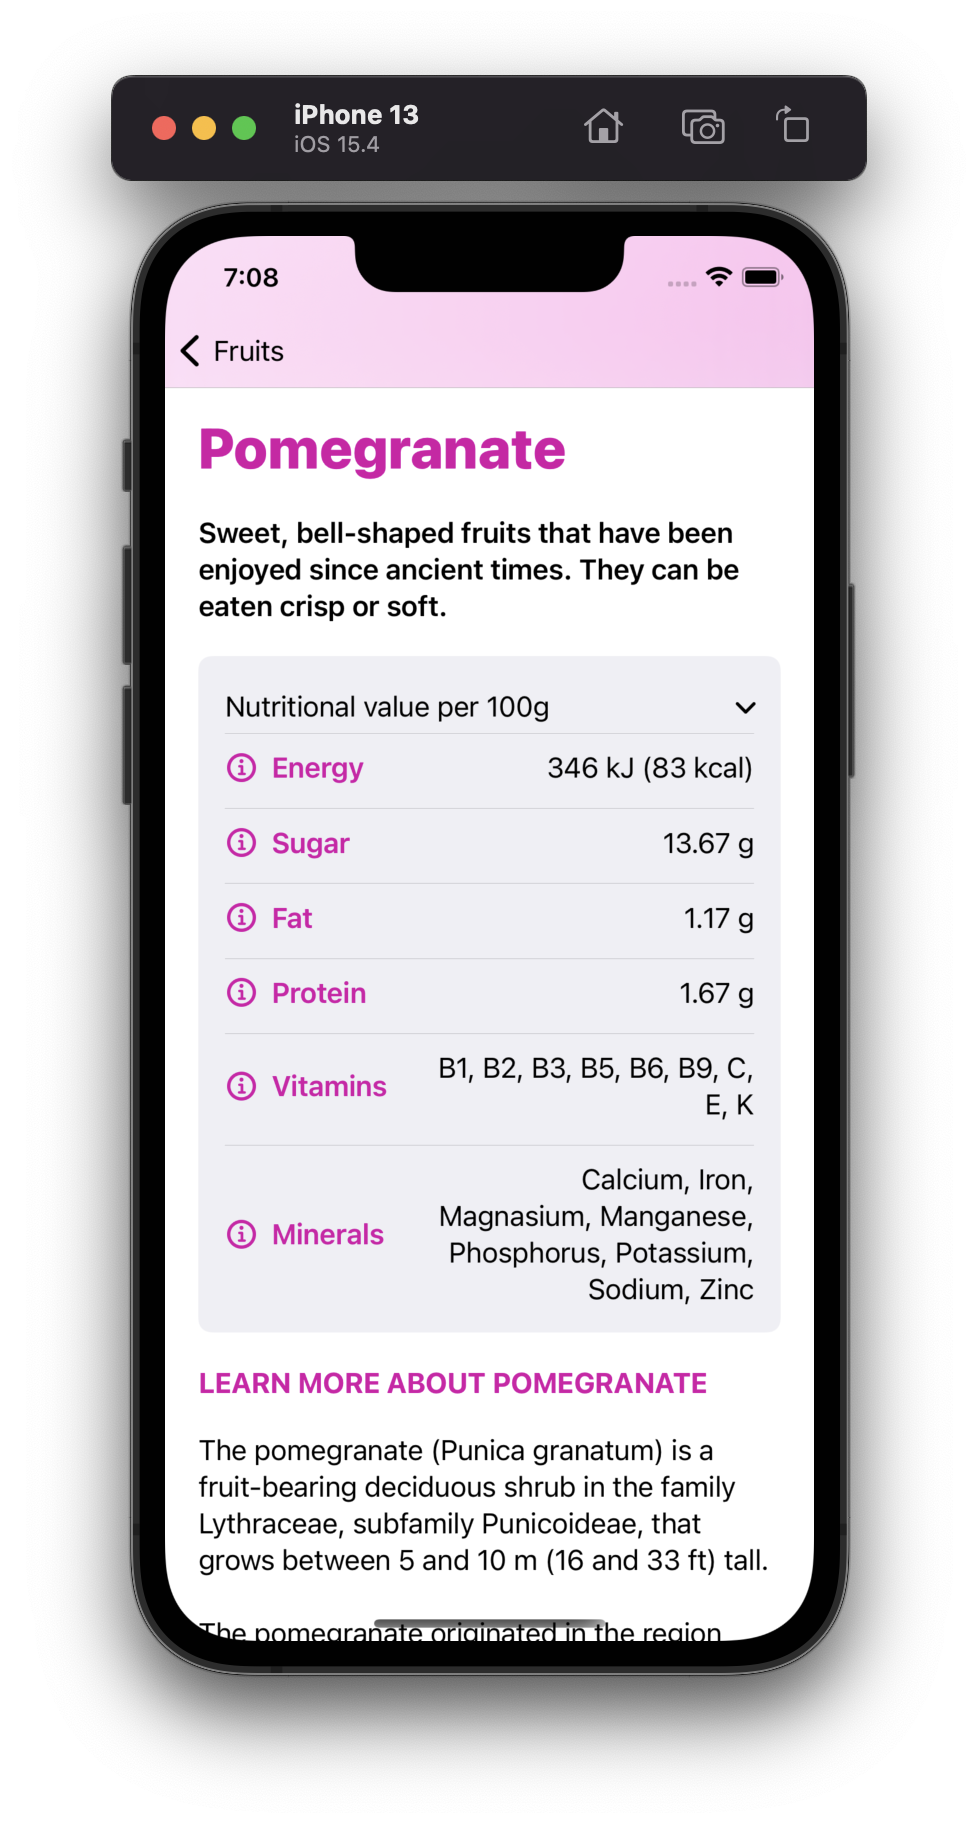 iPhone 13
iOS 15.4
7:08
Fruits
Pomegranate
Sweet, bell-shaped fruits that have been
enjoyed since ancient times. They can be
eaten crisp or soft.
Nutritional value per 100g
Energy 346 kJ (83 kcal)
Sugar 13.67 g
Fat 1.17 g
Protein 1.67 g
Vitamins B1, B2, B3, B5, B6, B9, C,
E, K
Minerals Calcium, Iron,
Magnasium, Manganese,
Phosphorus, Potassium,
Sodium, Zinc
LEARN MORE ABOUT POMEGRANATE
The pomegranate (Punica granatum) is a
fruit-bearing deciduous shrub in the family
Lythraceae, subfamily Punicoideae, that
grows between 5 and 10 m (16 and 33 ft) tall.
The pomegranate originated in the region